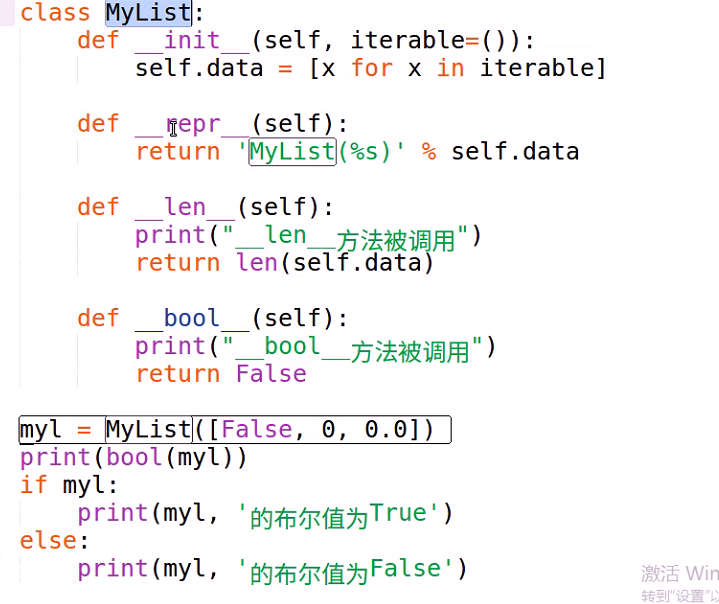 class MyList:
    def __init__(self, iterable=()):
        self.data = [x for x in iterable]

    def __repr__(self):
        return 'MyList(%s)' % self.data

    def __len__(self):
        print("__len__方法被调用")
        return len(self.data)

    def __bool__(self):
        print("__bool__方法被调用")
        return False

myl = MyList([False, 0, 0.0])
print(bool(myl))
if myl:
    print(myl, '的布尔值为True')
else:
    print(myl, '的布尔值为False')
激活 Win
转到"设置"以